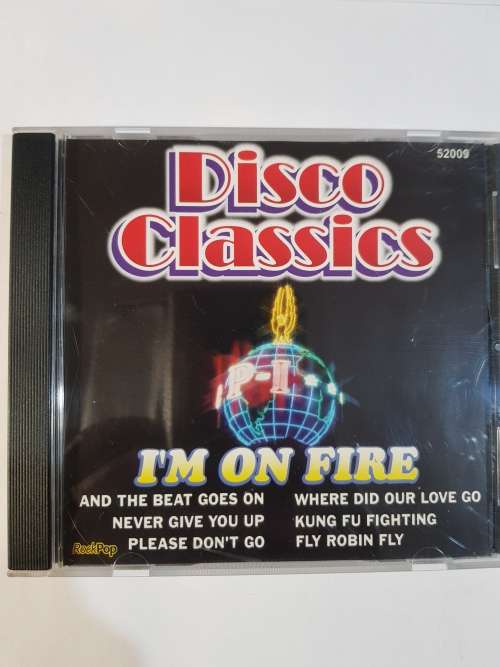 52009
Disco
Classics
P-I
I'M ON FIRE
AND THE BEAT GOES ON
WHERE DID OUR LOVE GO
NEVER GIVE YOU UP
KUNG FU FIGHTING
PLEASE DON'T GO
FLY ROBIN FLY
RockPop